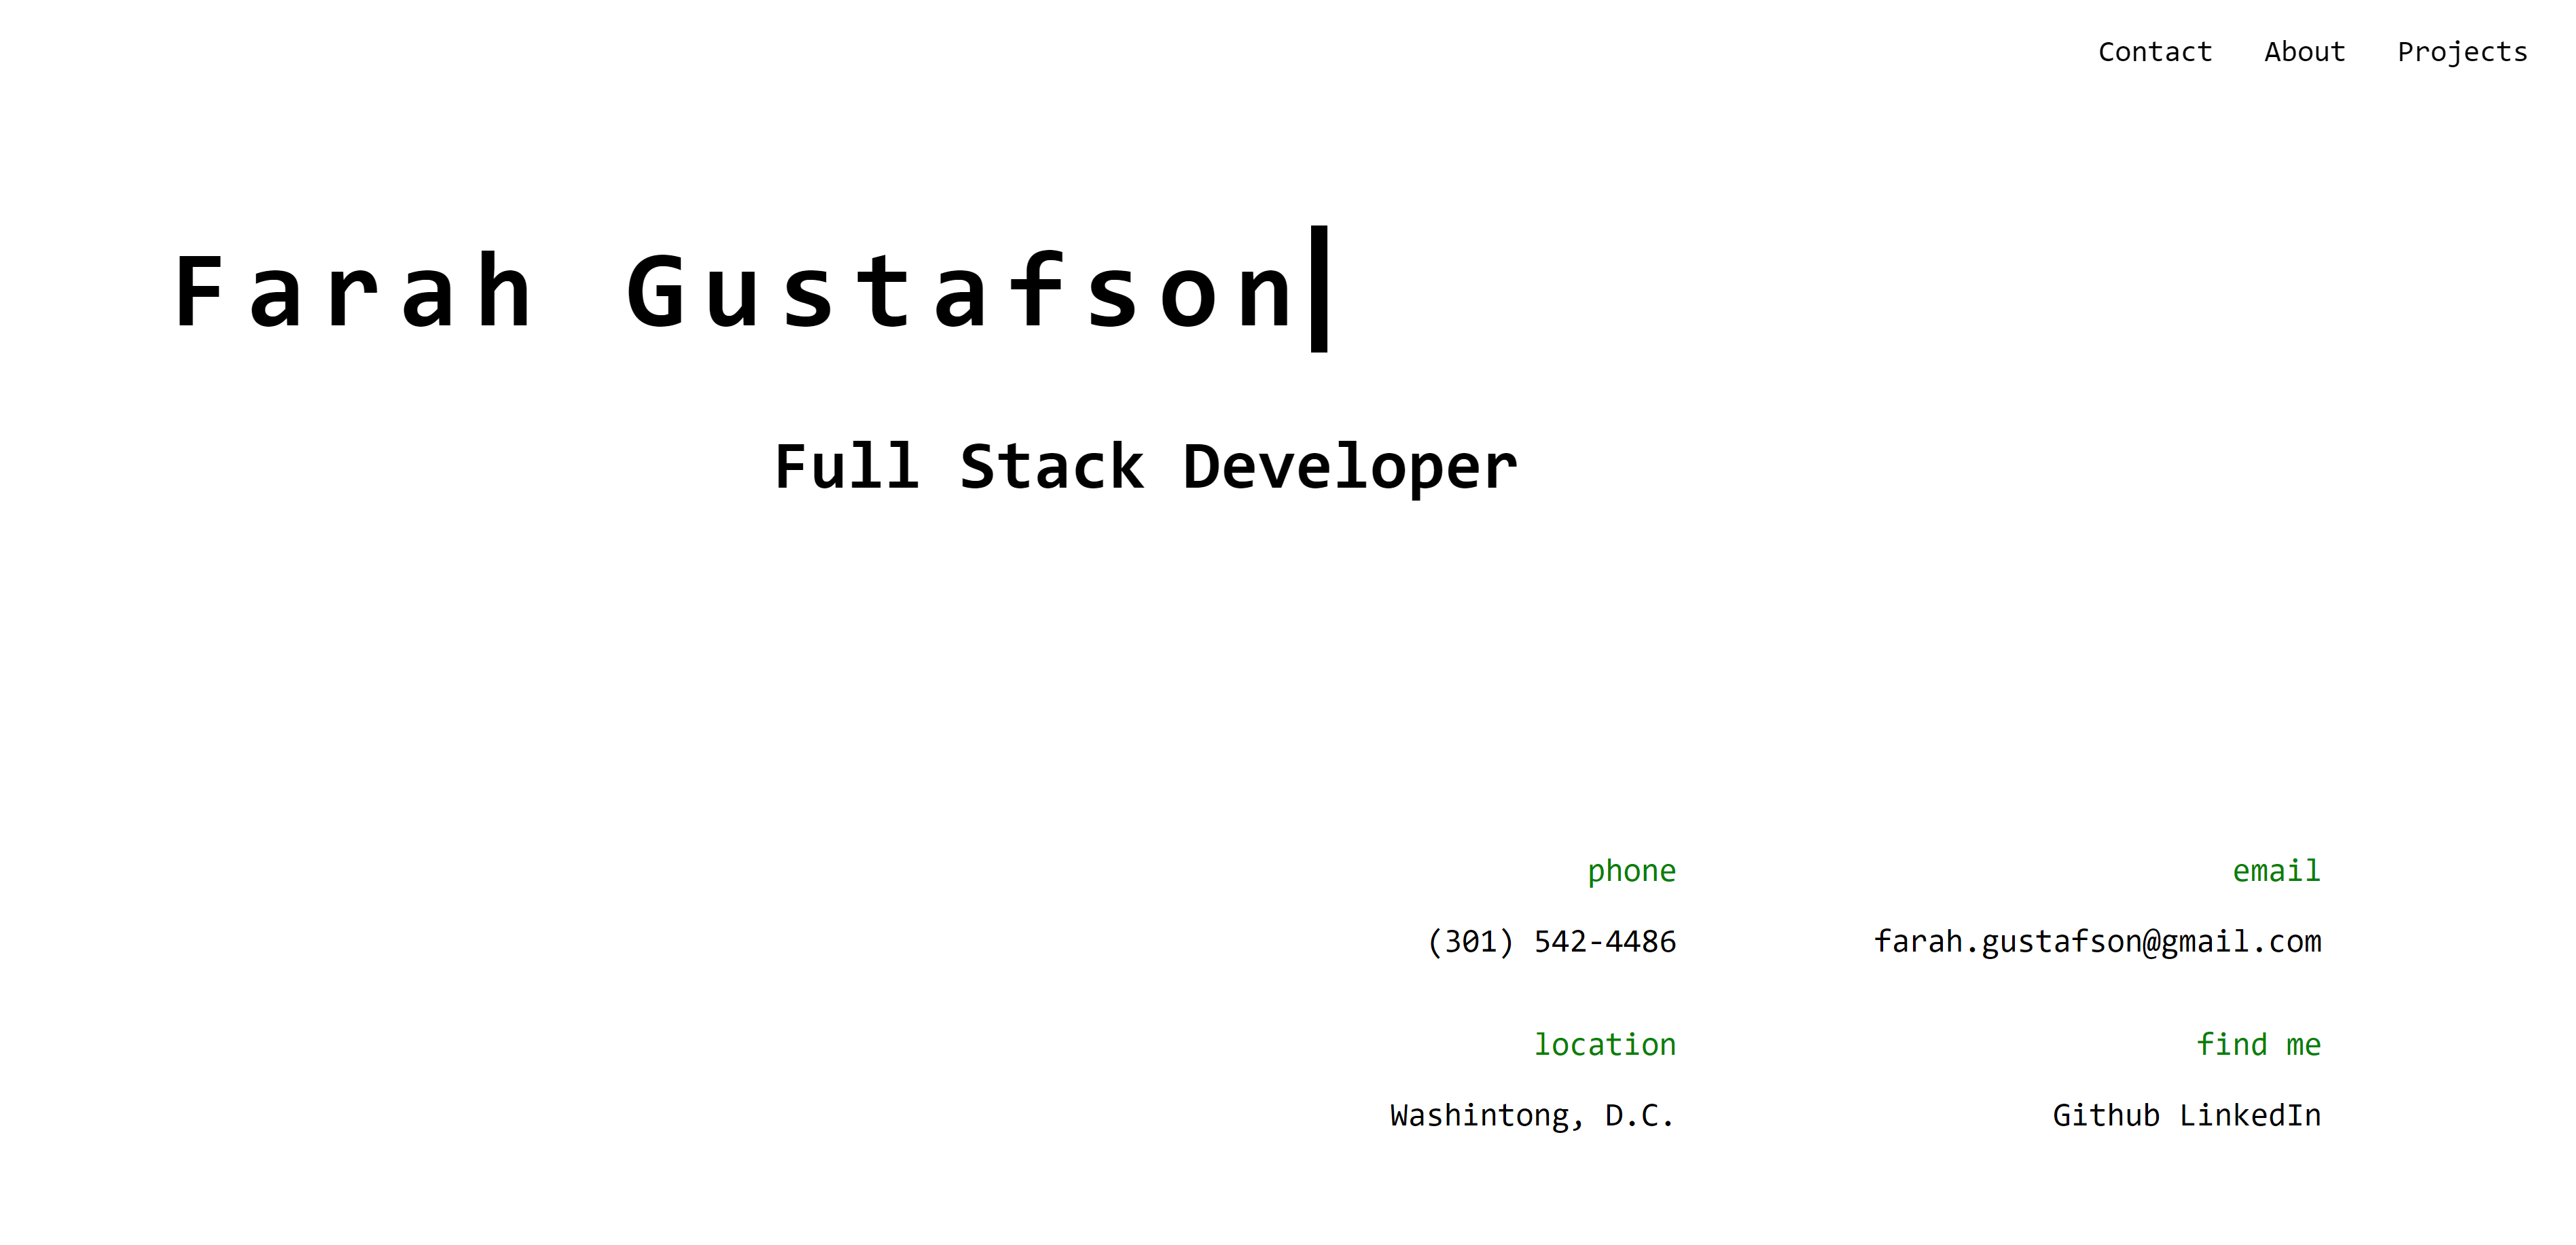 Contact About Projects
Farah Gustafson
Full Stack Developer
phone email
(301) 542-4486 farah.gustafson@gmail.com
location find me
Washintong, D.C. Github LinkedIn